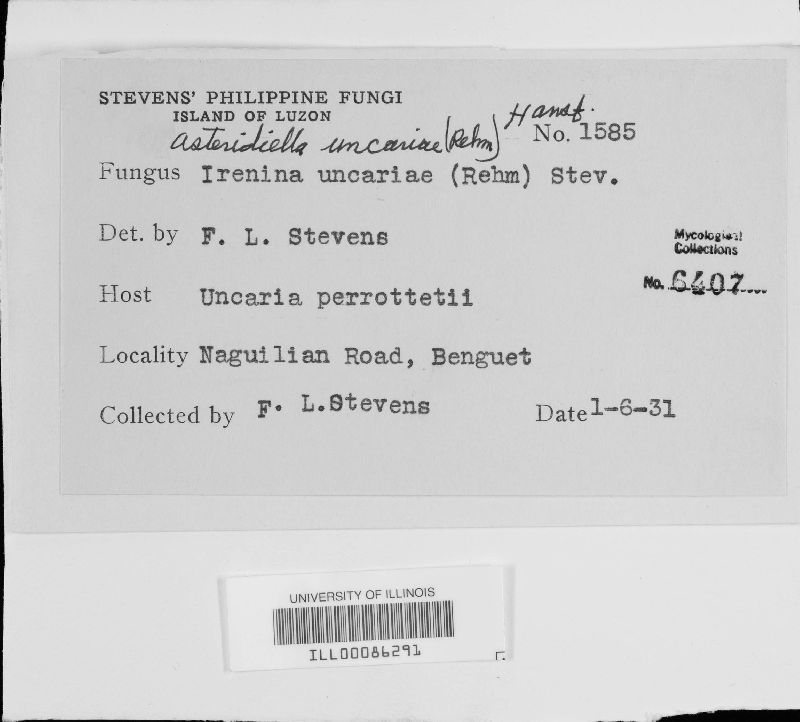 STEVENS' PHILIPPINE FUNGI
ISLAND OF LUZON
Asteridiella uncariae (Rehm) Hansf.
No. 1585
Fungus Irenina uncariae (Rehm) Stev.
Det. by F. L. Stevens
Mycological
Collections
No. 6407
Host Uncaria perrottetii
Locality Naguilian Road, Benguet
Collected by F. L.Stevens
Date 1-6-31
UNIVERSITY OF ILLINOIS
ILL00086291